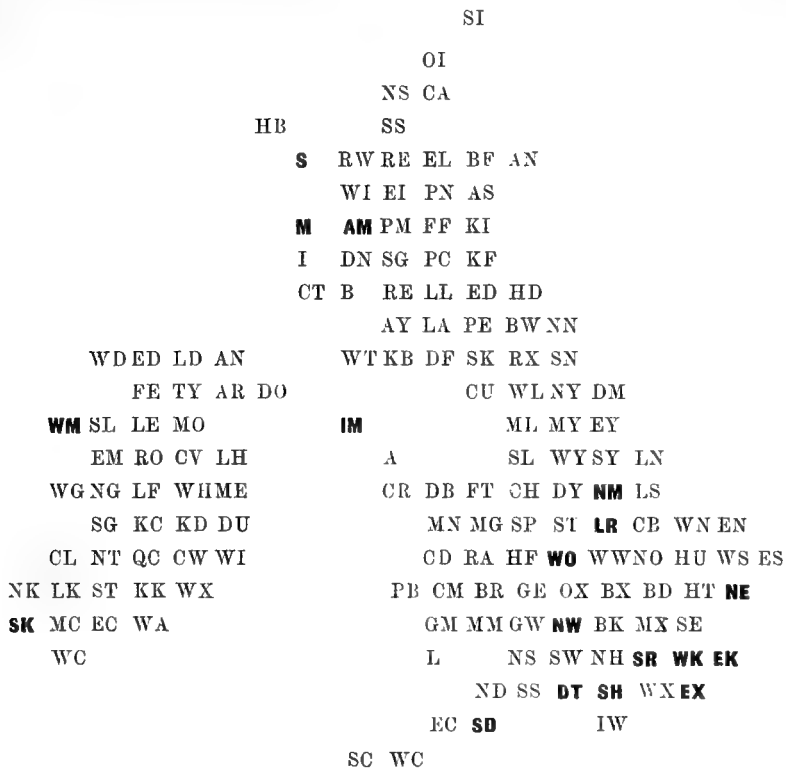 SI
OI
NS CA
HB SS
S RW RE EL BF AN
WI EI PN AS
M AM PM FF KI
I DN SG PC KF
CT B RE LL ED HD
AY LA PE BW NN
WD ED LD AN WT KB DF SK RX SN
FE TY AR DO CU WL NY DM
WM SL LE MO IM ML MY EY
EM RO CV LH A SL WY SY LN
WG NG LF WH ME CR DB FT CH DY NM LS
SG KC KD DU MN MG SP ST LR CB WN EN
CL NT QC CW WI CD RA HF WO WW NO HU WS ES
NK LK ST KK WX PB CM BR GE OX BX BD HT NE
SK MC EC WA GM MM GW NW BK MX SE
WC L NS SW NH SR WK EK
ND SS DT SH WX EX
EC SD IW
SC WC